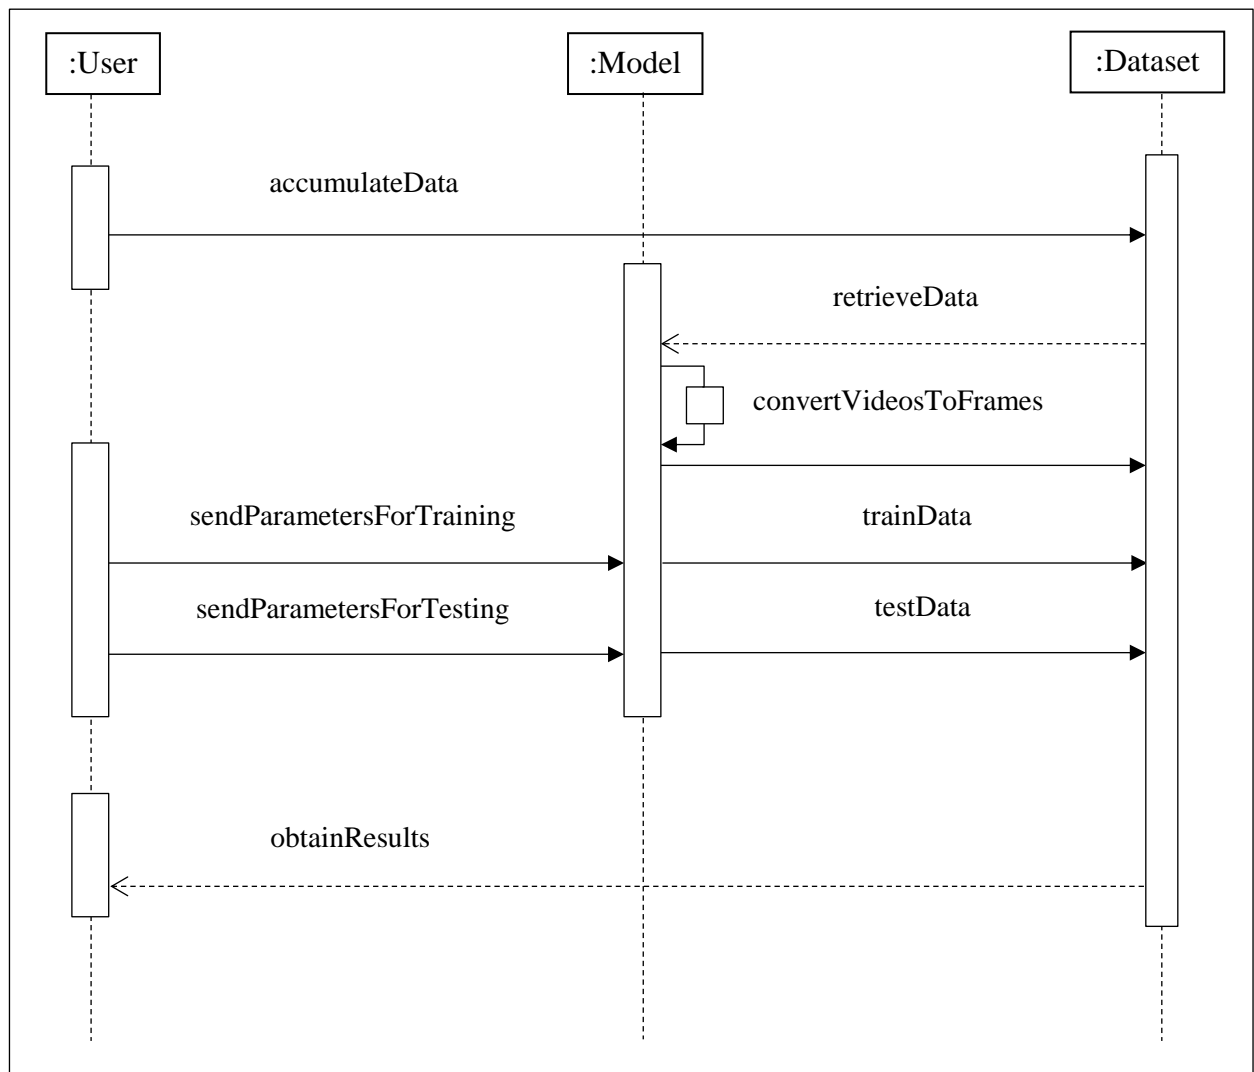 :User
:Model
:Dataset
accumulateData
retrieveData
convertVideosToFrames
sendParametersForTraining
trainData
sendParametersForTesting
testData
obtainResults